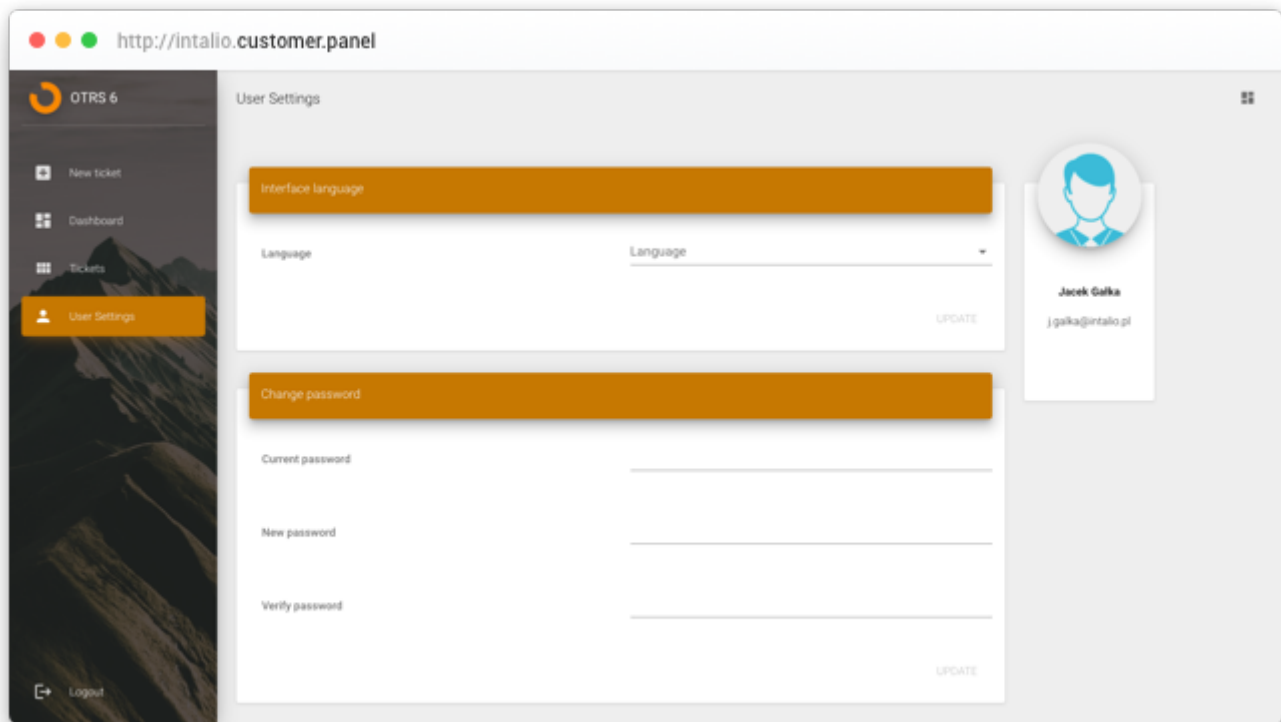 http://intalio.customer.panel
OTRS 6
New ticket
Dashboard
Tickets
User Settings
Logout
User Settings
Interface language
Language
Language
UPDATE
Change password
Current password
New password
Verify password
UPDATE
Jacek Gałka
j.galka@intalio.pl